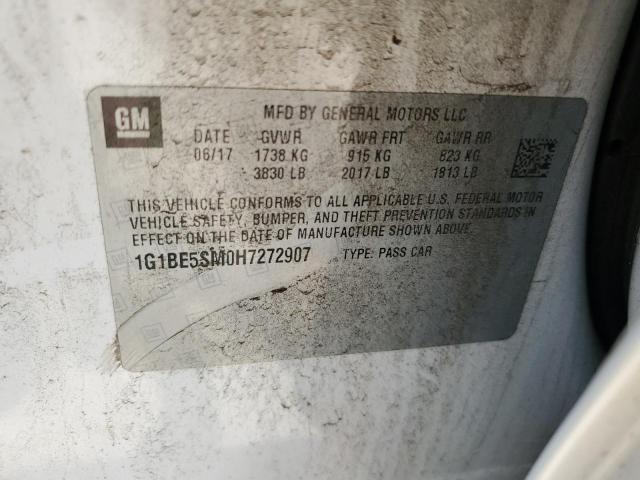 GM
MFD BY GENERAL MOTORS LLC
DATE GVWR GAWR FRT GAWR RR
06/17 1738 KG 915 KG 823 KG
3830 LB 2017 LB 1813 LB
THIS VEHICLE CONFORMS TO ALL APPLICABLE U.S. FEDERAL MOTOR
VEHICLE SAFETY, BUMPER, AND THEFT PREVENTION STANDARDS IN
EFFECT ON THE DATE OF MANUFACTURE SHOWN ABOVE.
1G1BE5SM0H7272907 TYPE: PASS CAR